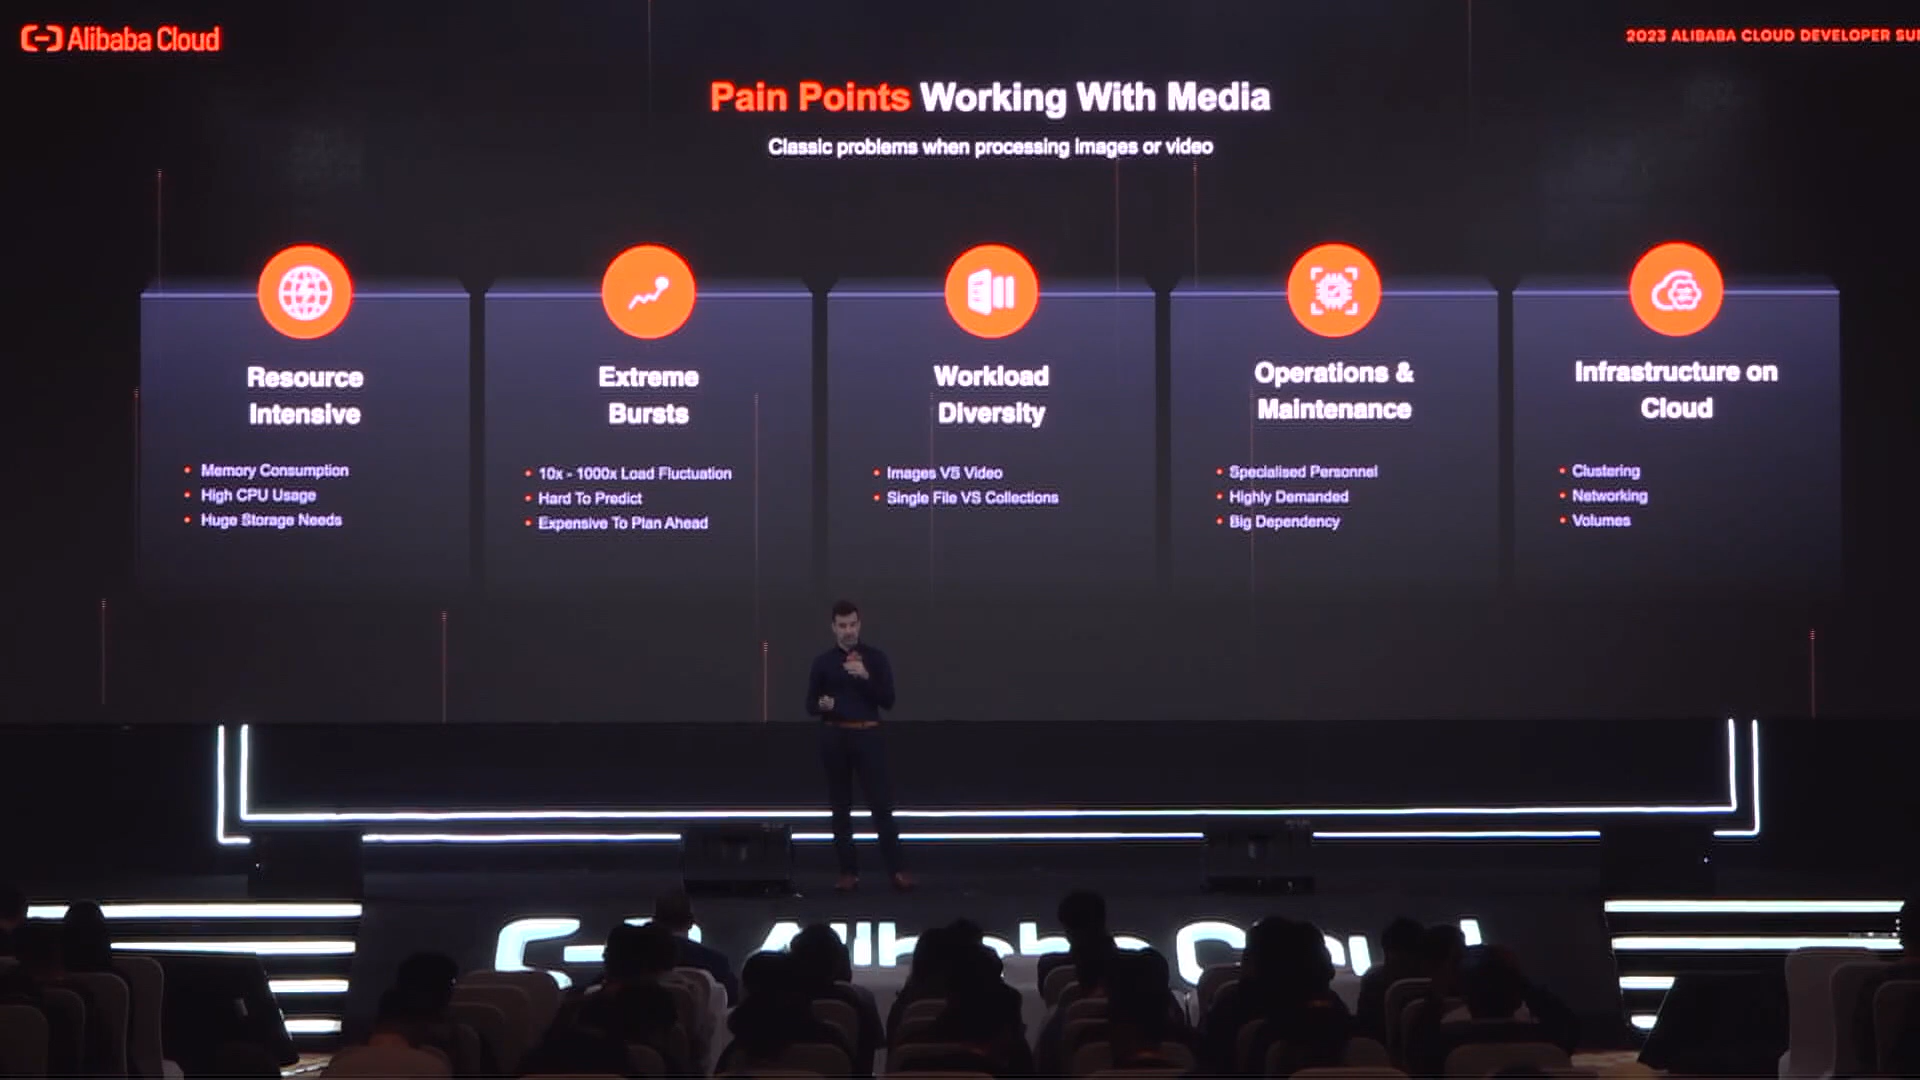 Alibaba Cloud
2023 ALIBABA CLOUD DEVELOPER SU
Pain Points Working With Media
Classic problems when processing images or video
Resource
Intensive
• Memory Consumption
• High CPU Usage
• Huge Storage Needs
Extreme
Bursts
• 10x - 1000x Load Fluctuation
• Hard To Predict
• Expensive To Plan Ahead
Workload
Diversity
• Images VS Video
• Single File VS Collections
Operations &
Maintenance
• Specialised Personnel
• Highly Demanded
• Big Dependency
Infrastructure on
Cloud
• Clustering
• Networking
• Volumes
Alibaba Cloud